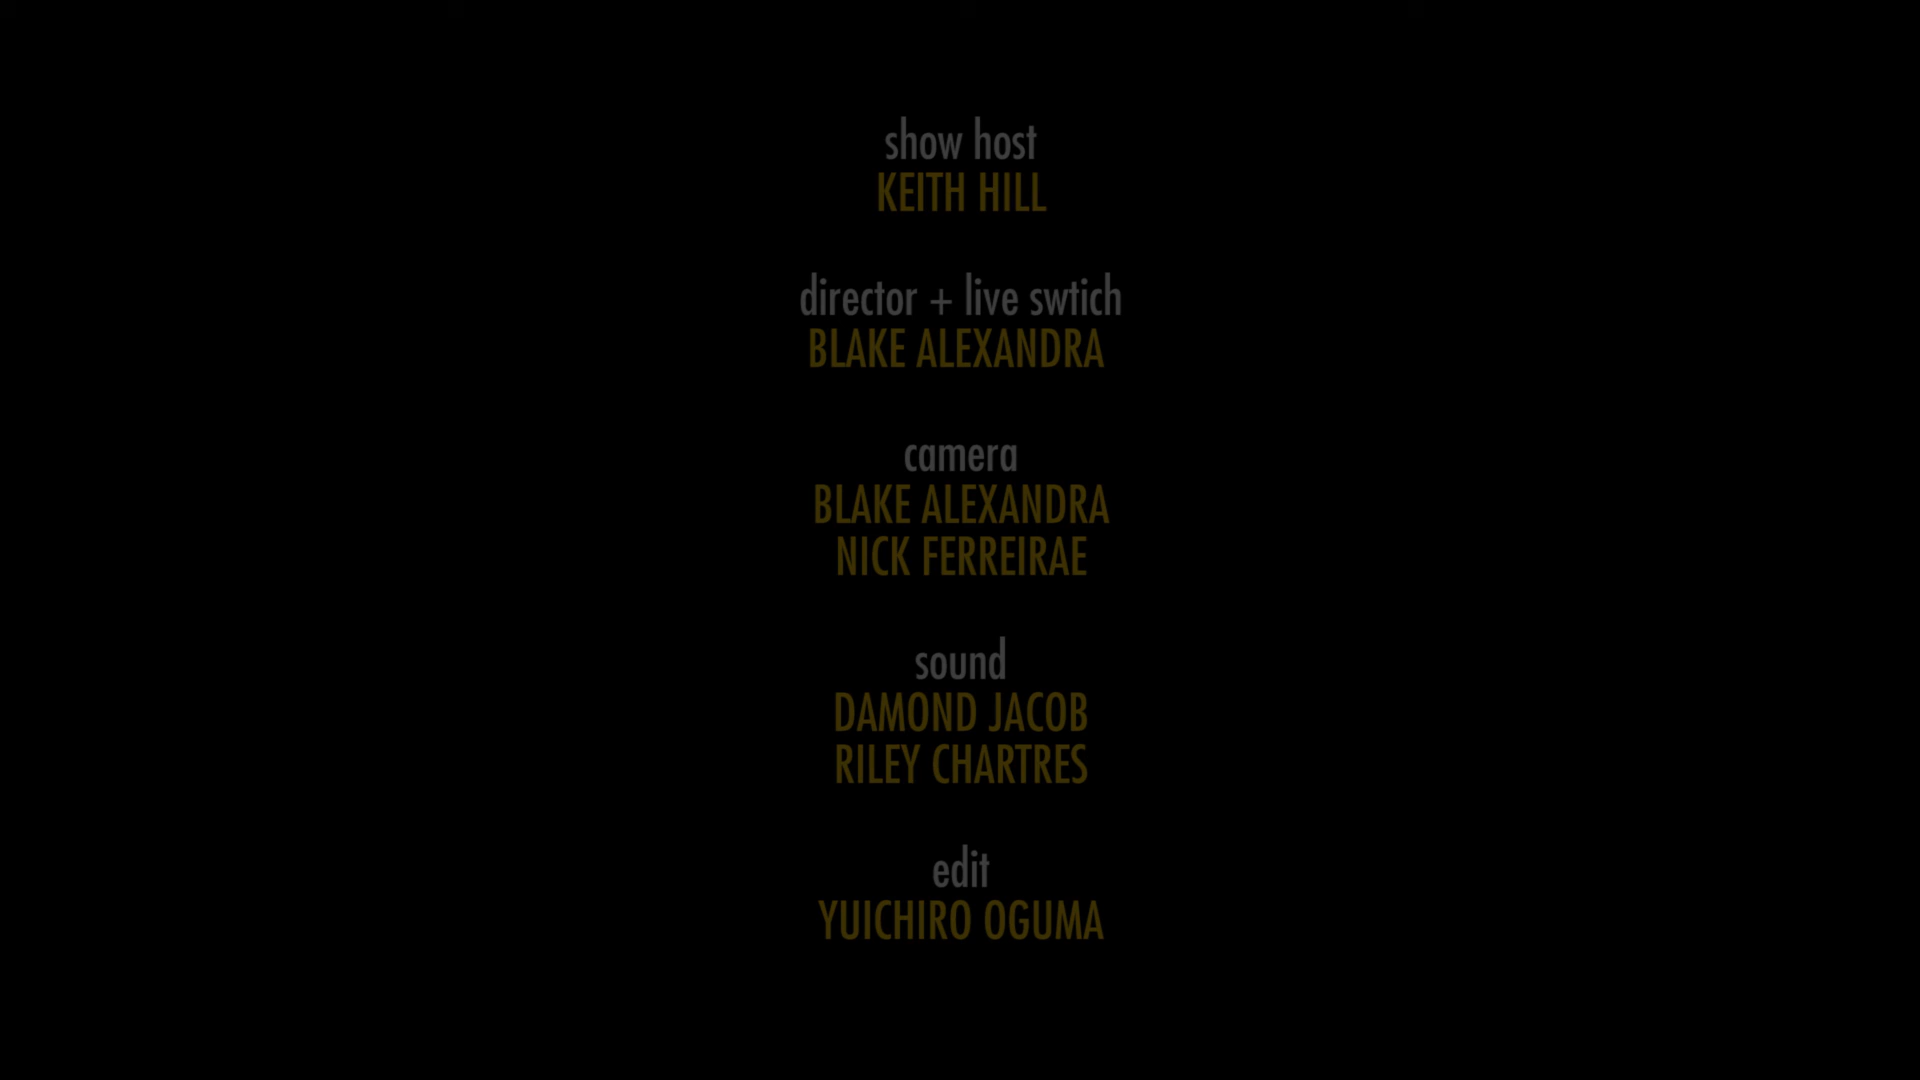 show host
KEITH HILL
director + live swtich
BLAKE ALEXANDRA
camera
BLAKE ALEXANDRA
NICK FERREIRAE
sound
DAMOND JACOB
RILEY CHARTRES
edit
YUICHIRO OGUMA